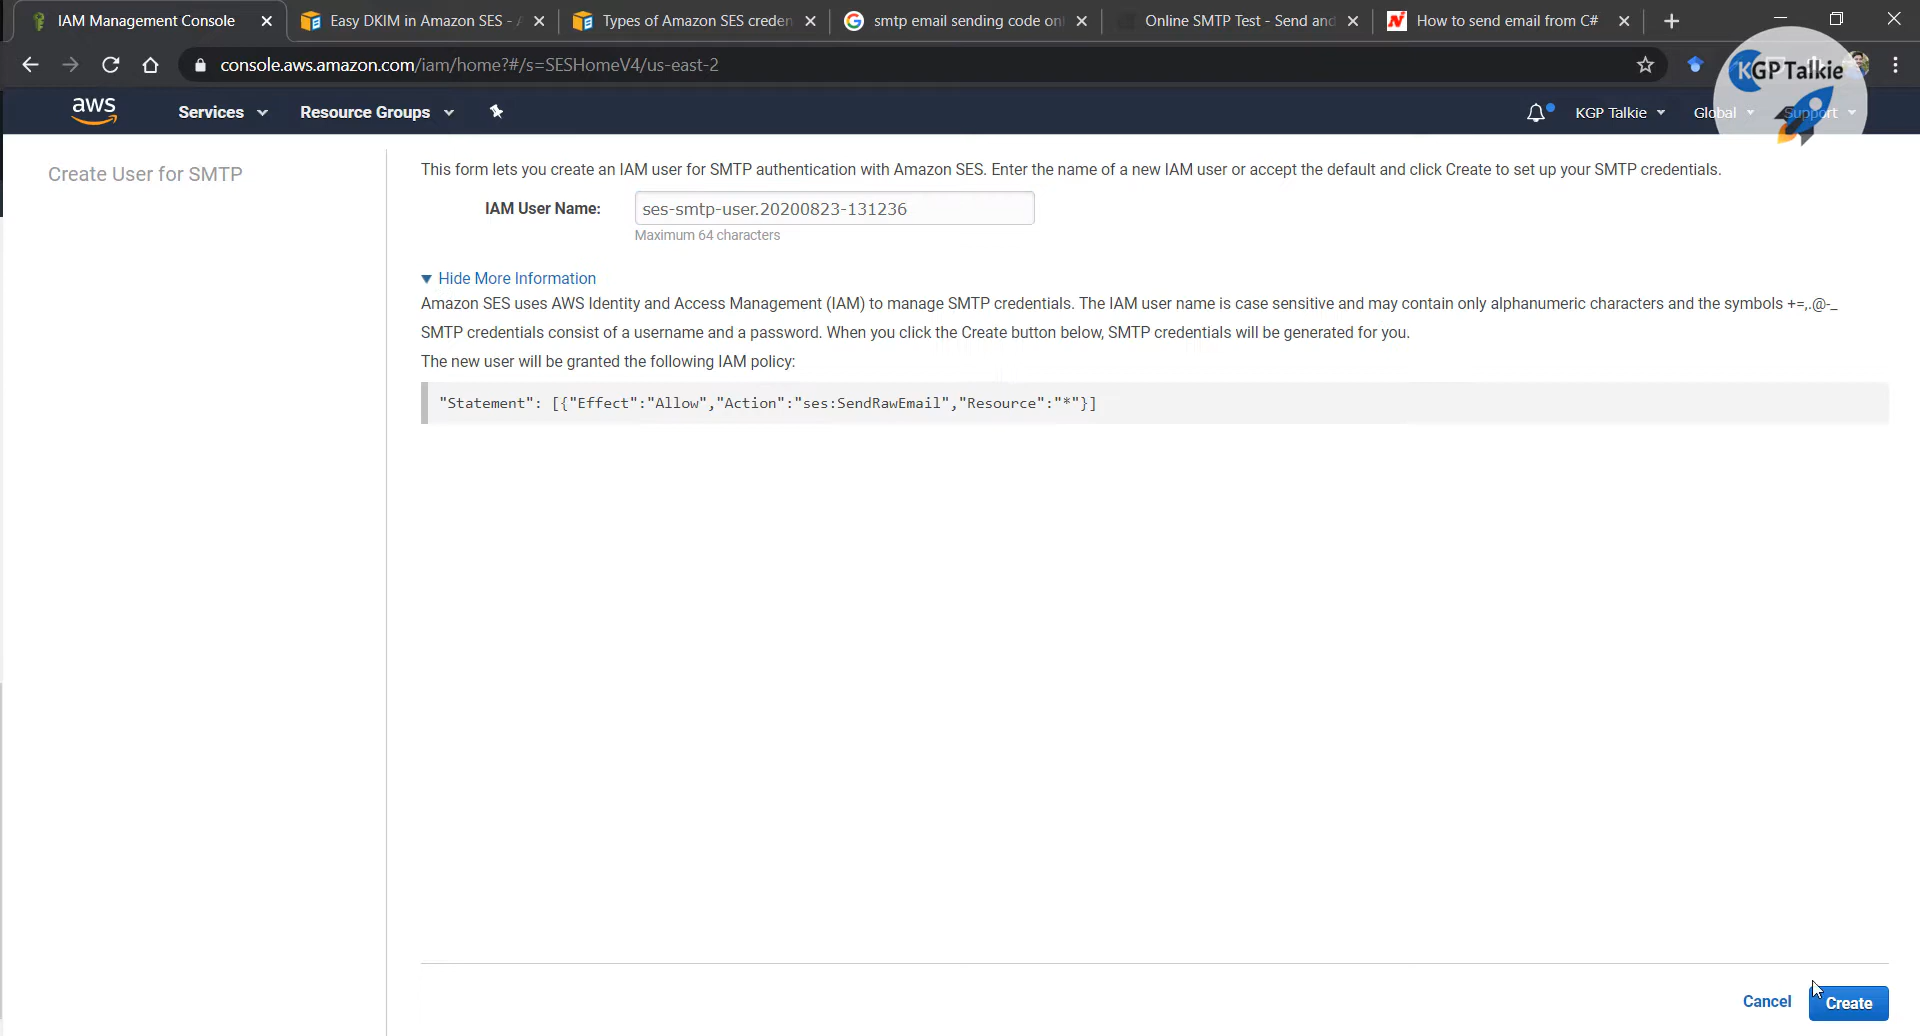 IAM Management Console
Easy DKIM in Amazon SES - A
Types of Amazon SES creden
smtp email sending code onl
Online SMTP Test - Send and
How to send email from C#
console.aws.amazon.com/iam/home?#/s=SESHomeV4/us-east-2
KGPTalkie
aws
Services
Resource Groups
KGP Talkie
Global
Support
Create User for SMTP
This form lets you create an IAM user for SMTP authentication with Amazon SES. Enter the name of a new IAM user or accept the default and click Create to set up your SMTP credentials.
IAM User Name:
ses-smtp-user.20200823-131236
Maximum 64 characters
Hide More Information
Amazon SES uses AWS Identity and Access Management (IAM) to manage SMTP credentials. The IAM user name is case sensitive and may contain only alphanumeric characters and the symbols +=,.@-_
SMTP credentials consist of a username and a password. When you click the Create button below, SMTP credentials will be generated for you.
The new user will be granted the following IAM policy:
"Statement": [{"Effect":"Allow","Action":"ses:SendRawEmail","Resource":"*"}]
Cancel
Create